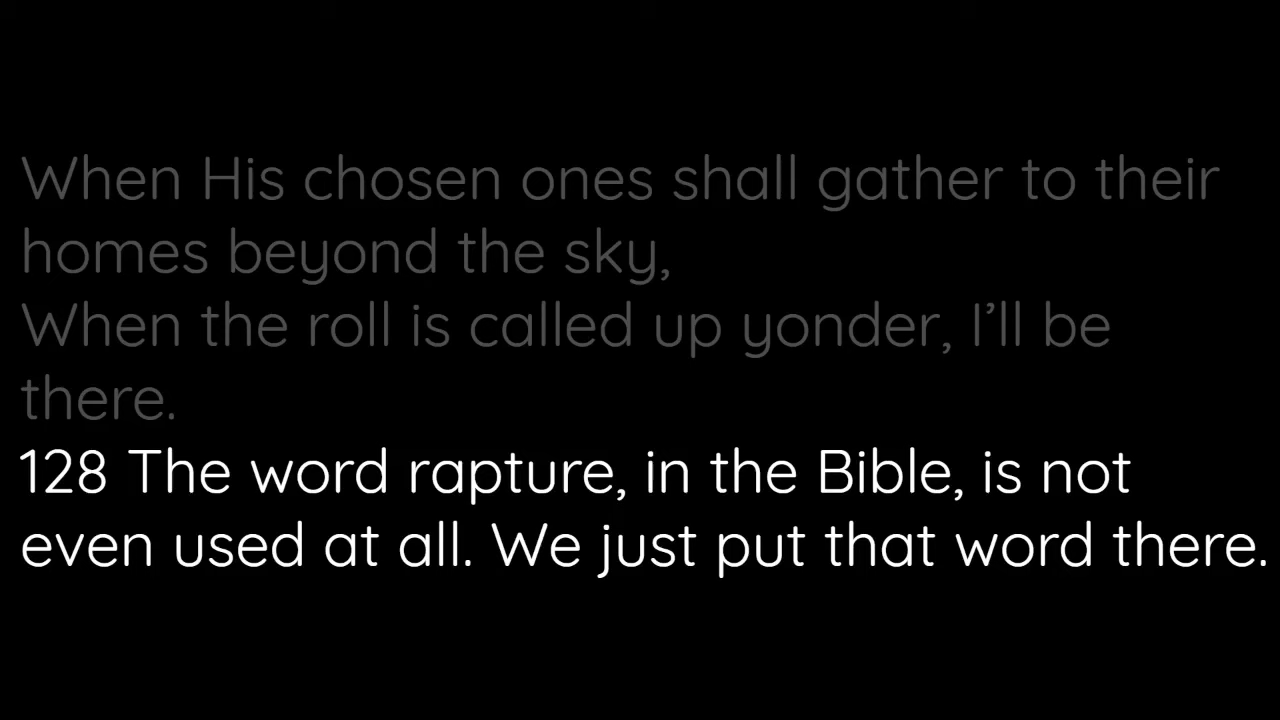 When His chosen ones shall gather to their
homes beyond the sky,
When the roll is called up yonder, I’ll be
there.
128 The word rapture, in the Bible, is not
even used at all. We just put that word there.